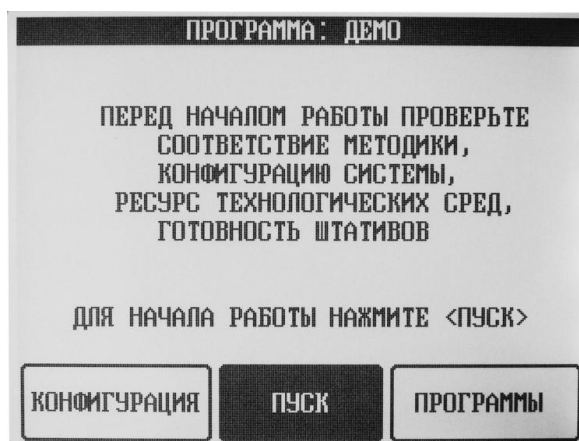 ПРОГРАММА: ДЕМО
ПЕРЕД НАЧАЛОМ РАБОТЫ ПРОВЕРЬТЕ
СООТВЕТСТВИЕ МЕТОДИКИ,
КОНФИГУРАЦИЮ СИСТЕМЫ,
РЕСУРС ТЕХНОЛОГИЧЕСКИХ СРЕД,
ГОТОВНОСТЬ ШТАТИВОВ
ДЛЯ НАЧАЛА РАБОТЫ НАЖМИТЕ <ПУСК>
КОНФИГУРАЦИЯ ПУСК ПРОГРАММЫ